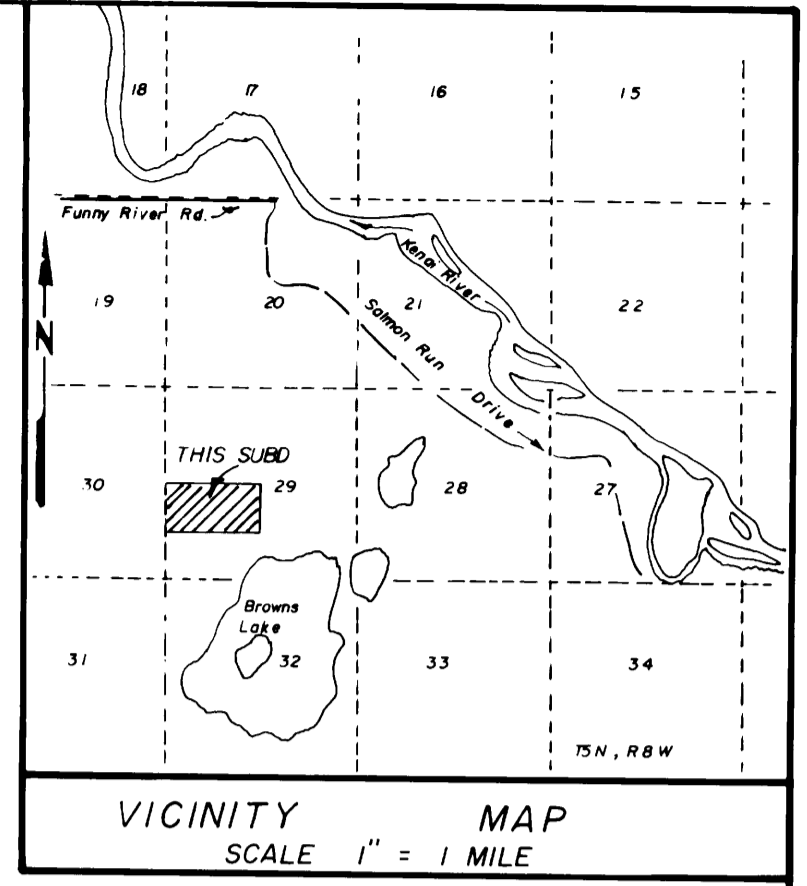 18 17 16 15
Funny River Rd.
Kenai River
N
19 20 21 22
Salmon Run Drive
THIS SUBD
30 29 28 27
Browns
Lake
31 32 33 34
T5N, R8W
VICINITY MAP
SCALE 1" = 1 MILE